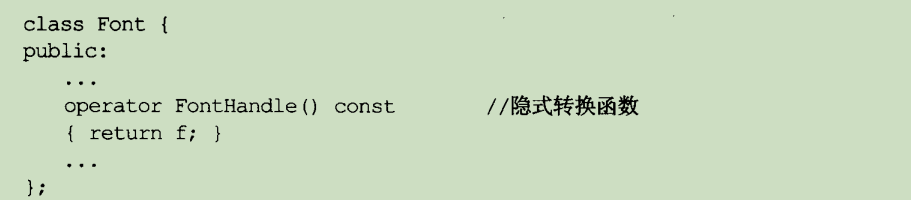 class Font {
public:
...
operator FontHandle() const //隐式转换函数
{ return f; }
...
};